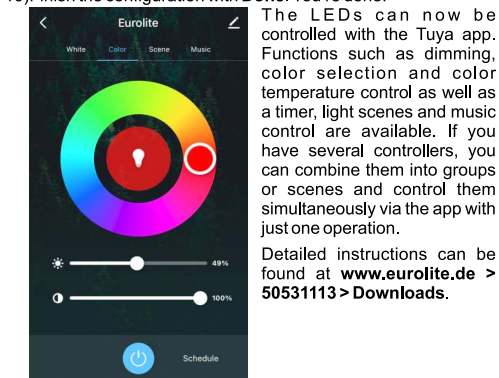 Eurolite
White Color Scene Music
49%
100%
Schedule
The LEDs can now be
controlled with the Tuya app.
Functions such as dimming,
color selection and color
temperature control as well as
a timer, light scenes and music
control are available. If you
have several controllers, you
can combine them into groups
or scenes and control them
simultaneously via the app with
just one operation.
Detailed instructions can be
found at www.eurolite.de >
50531113 > Downloads.